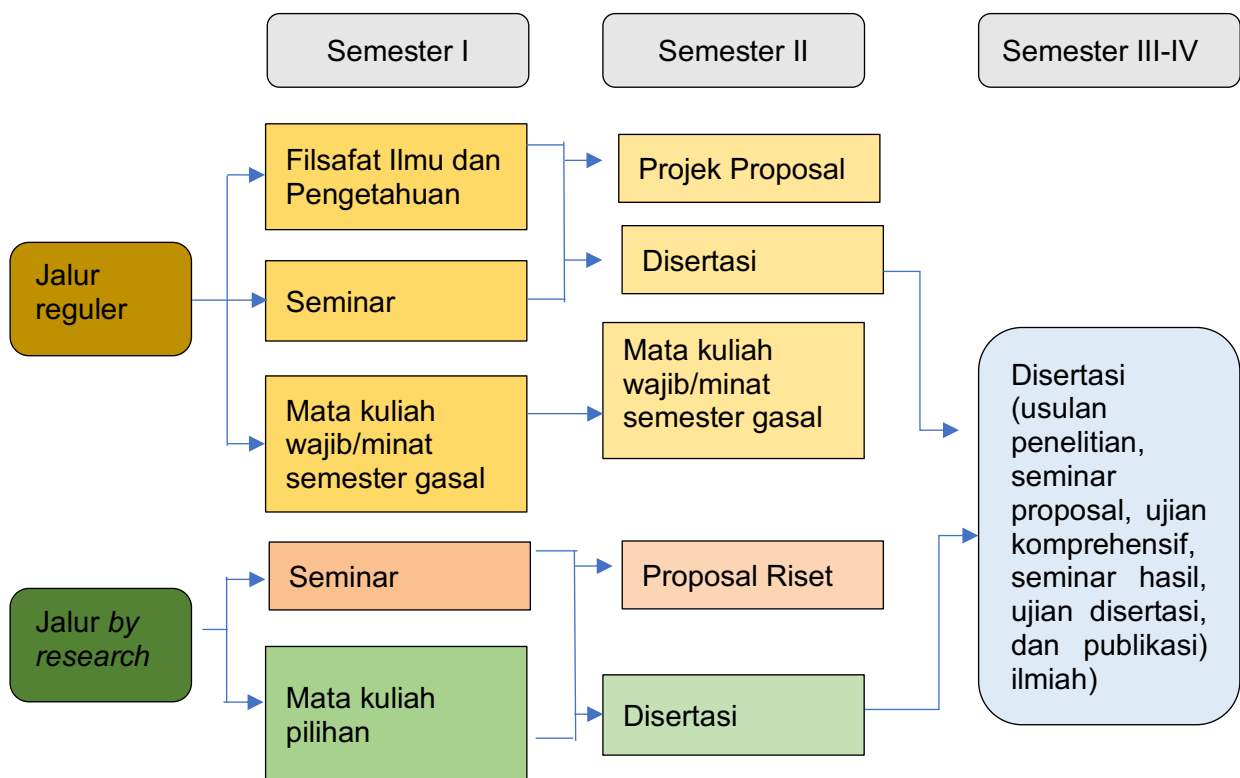 Semester I
Semester II
Semester III-IV
Filsafat Ilmu dan
Pengetahuan
Projek Proposal
Jalur
reguler
Seminar
Disertasi
Mata kuliah
wajib/minat
semester gasal
Mata kuliah
wajib/minat
semester gasal
Disertasi
(usulan
penelitian,
seminar
proposal, ujian
komprehensif,
seminar hasil,
ujian disertasi,
dan publikasi)
ilmiah)
Jalur by
research
Seminar
Proposal Riset
Mata kuliah
pilihan
Disertasi